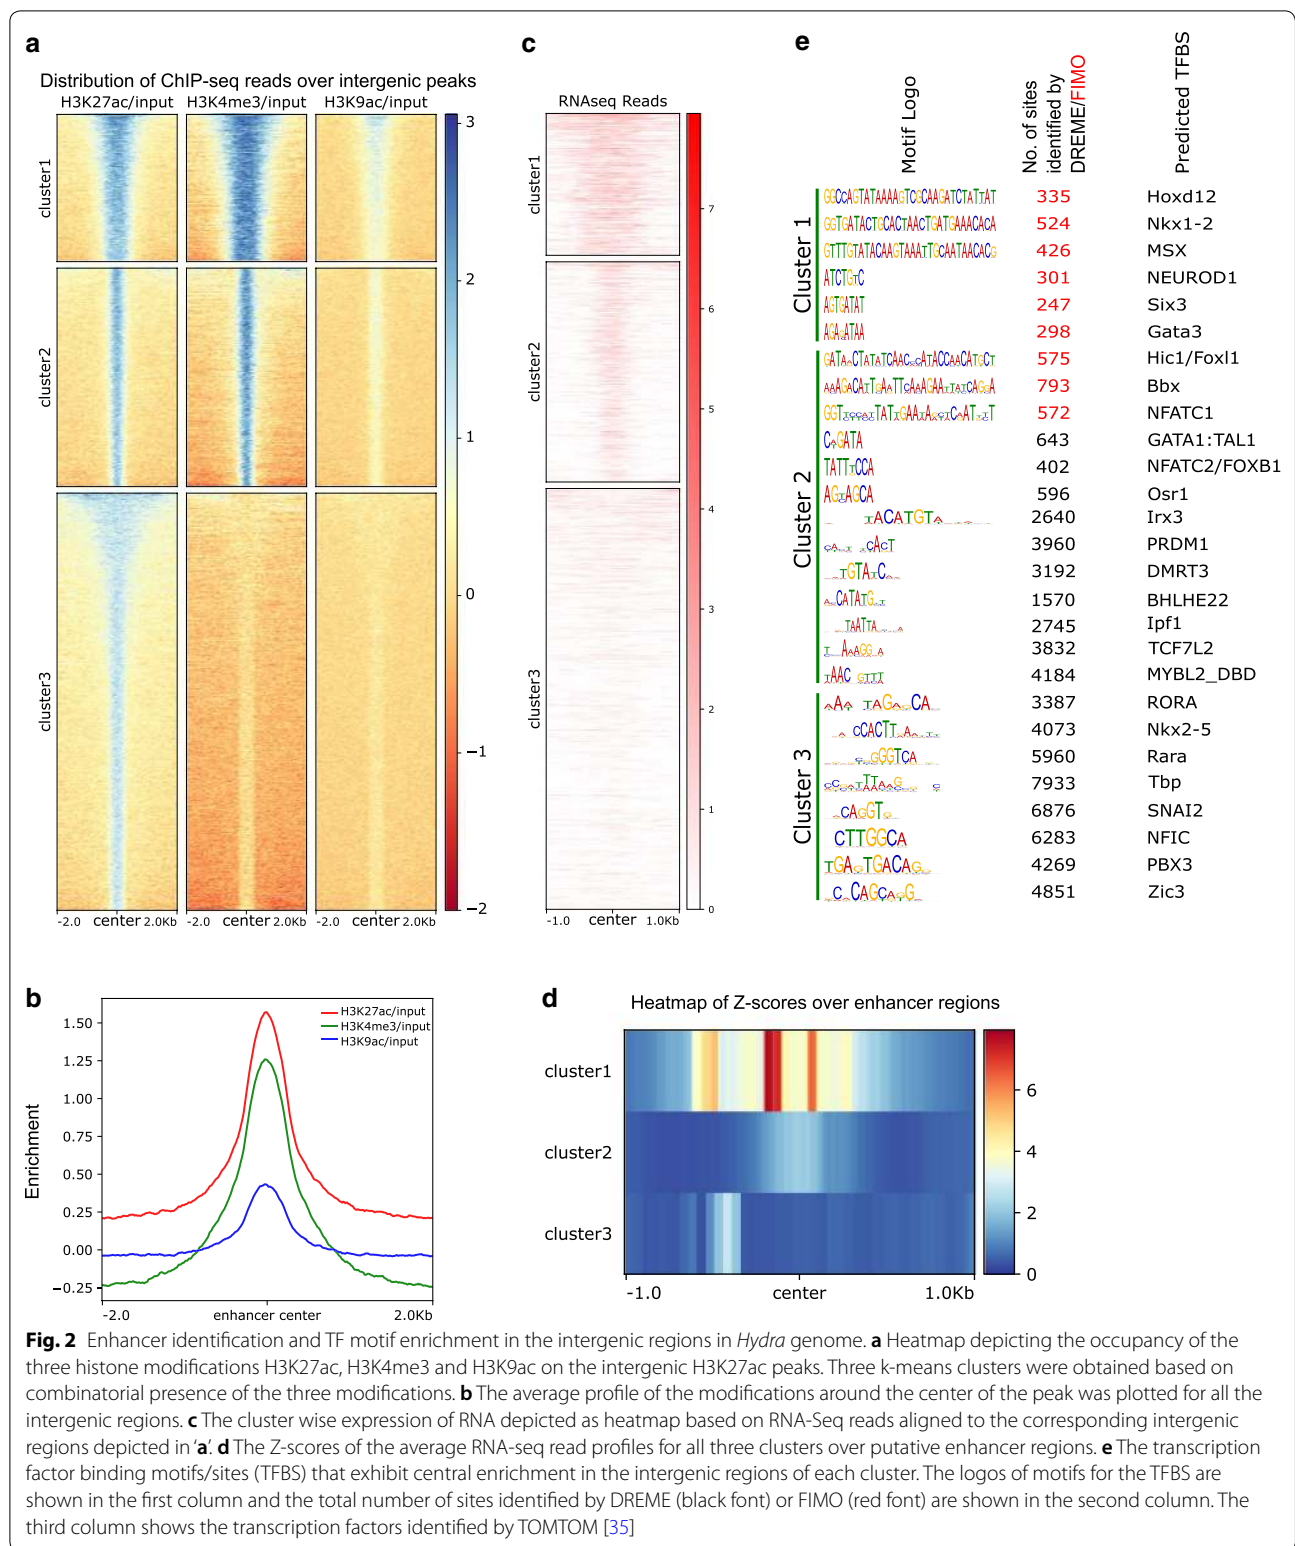 a
Distribution of ChIP-seq reads over intergenic peaks
H3K27ac/input H3K4me3/input H3K9ac/input
cluster1
cluster2
cluster3
3
2
1
0
−1
−2
-2.0 center 2.0Kb
-2.0 center 2.0Kb
-2.0 center 2.0Kb
c
RNAseq Reads
cluster1
cluster2
cluster3
7
6
5
4
3
2
1
0
-1.0 center 1.0Kb
e
Motif Logo
No. of sites
identified by
DREME/FIMO
Predicted TFBS
Cluster 1
335 Hoxd12
524 Nkx1-2
426 MSX
301 NEUROD1
247 Six3
298 Gata3
Cluster 2
575 Hic1/Foxl1
793 Bbx
572 NFATC1
643 GATA1:TAL1
402 NFATC2/FOXB1
596 Osr1
2640 Irx3
3960 PRDM1
3192 DMRT3
1570 BHLHE22
2745 Ipf1
3832 TCF7L2
4184 MYBL2_DBD
Cluster 3
3387 RORA
4073 Nkx2-5
5960 Rara
7933 Tbp
6876 SNAI2
CTTGGCA 6283 NFIC
4269 PBX3
4851 Zic3
b
Enrichment
1.50
1.25
1.00
0.75
0.50
0.25
0.00
−0.25
H3K27ac/input
H3K4me3/input
H3K9ac/input
-2.0 enhancer center 2.0Kb
d
Heatmap of Z-scores over enhancer regions
cluster1
cluster2
cluster3
6
4
2
0
-1.0 center 1.0Kb
Fig. 2 Enhancer identification and TF motif enrichment in the intergenic regions in Hydra genome. a Heatmap depicting the occupancy of the
three histone modifications H3K27ac, H3K4me3 and H3K9ac on the intergenic H3K27ac peaks. Three k-means clusters were obtained based on
combinatorial presence of the three modifications. b The average profile of the modifications around the center of the peak was plotted for all the
intergenic regions. c The cluster wise expression of RNA depicted as heatmap based on RNA-Seq reads aligned to the corresponding intergenic
regions depicted in ‘a’. d The Z-scores of the average RNA-seq read profiles for all three clusters over putative enhancer regions. e The transcription
factor binding motifs/sites (TFBS) that exhibit central enrichment in the intergenic regions of each cluster. The logos of motifs for the TFBS are
shown in the first column and the total number of sites identified by DREME (black font) or FIMO (red font) are shown in the second column. The
third column shows the transcription factors identified by TOMTOM [35]